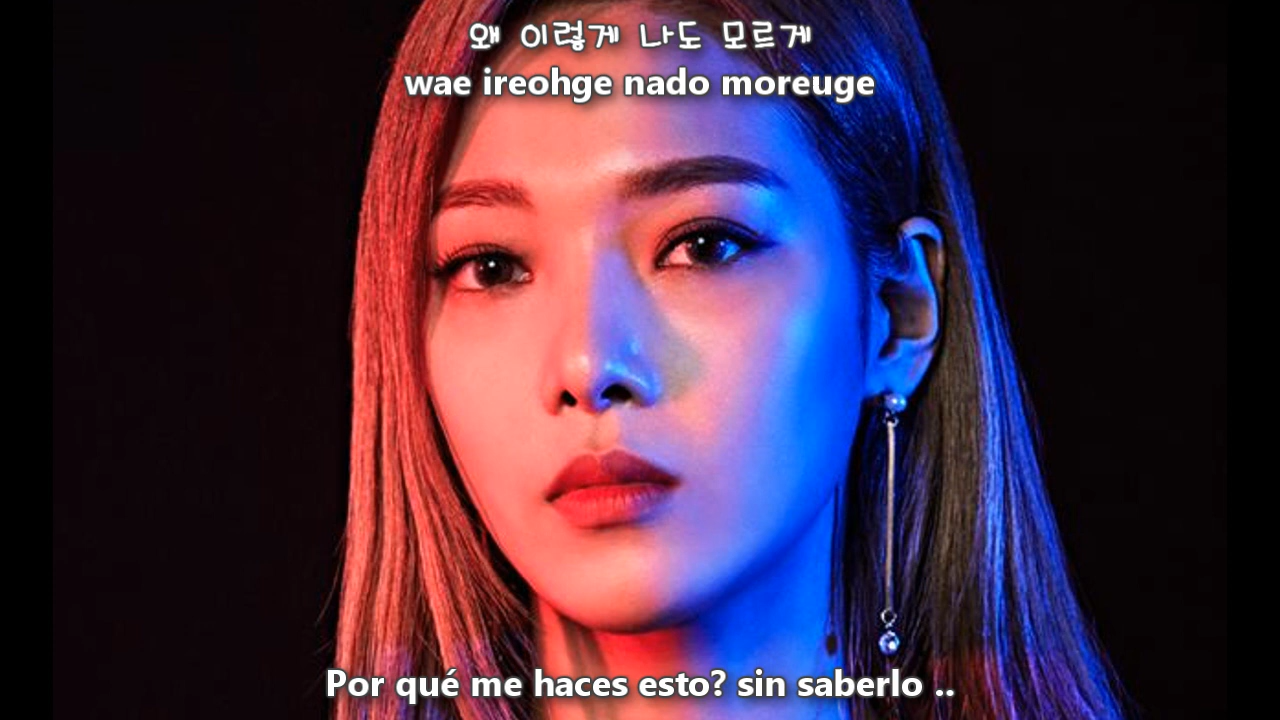 왜 이렇게 나도 모르게
wae ireohge nado moreuge
Por qué me haces esto? sin saberlo ..